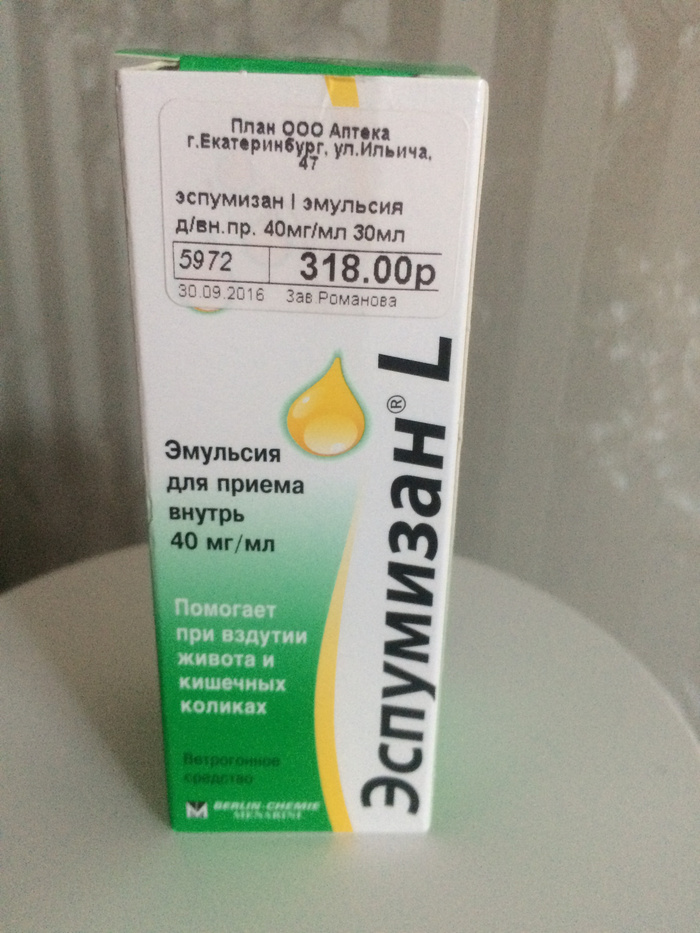 План ООО Аптека
г.Екатеринбург, ул.Ильича,
47
эспумизан l эмульсия
д/вн.пр. 40мг/мл 30мл
5972 318.00р
30.09.2016 Зав.Романова
Эспумизан® L
Эмульсия
для приема
внутрь
40 мг/мл
Помогает
при вздутии
живота и
кишечных
коликах
Ветрогонное
средство
BERLIN-CHEMIE
MENARINI